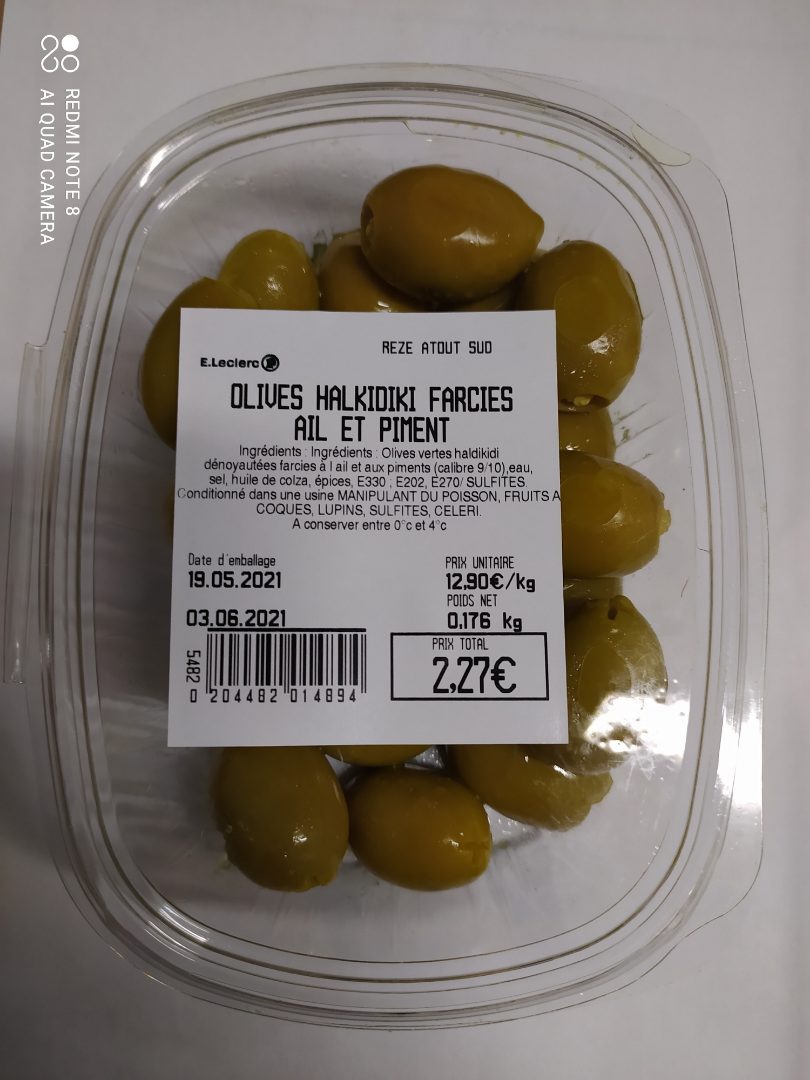 REDMI NOTE 8
AI QUAD CAMERA
E.Leclerc
REZE ATOUT SUD
OLIVES HALKIDIKI FARCIES
AIL ET PIMENT
Ingrédients : Ingrédients : Olives vertes haldikidi
dénoyautées farcies à l ail et aux piments (calibre 9/10),eau,
sel, huile de colza, épices, E330 ; E202, E270/ SULFITES.
Conditionné dans une usine MANIPULANT DU POISSON, FRUITS A
COQUES, LUPINS, SULFITES, CELERI.
A conserver entre 0°c et 4°c
Date d'emballage
19.05.2021
03.06.2021
PRIX UNITAIRE
12,90€/kg
POIDS NET
0,176 kg
PRIX TOTAL
2,27€
5482
0 204482 014894